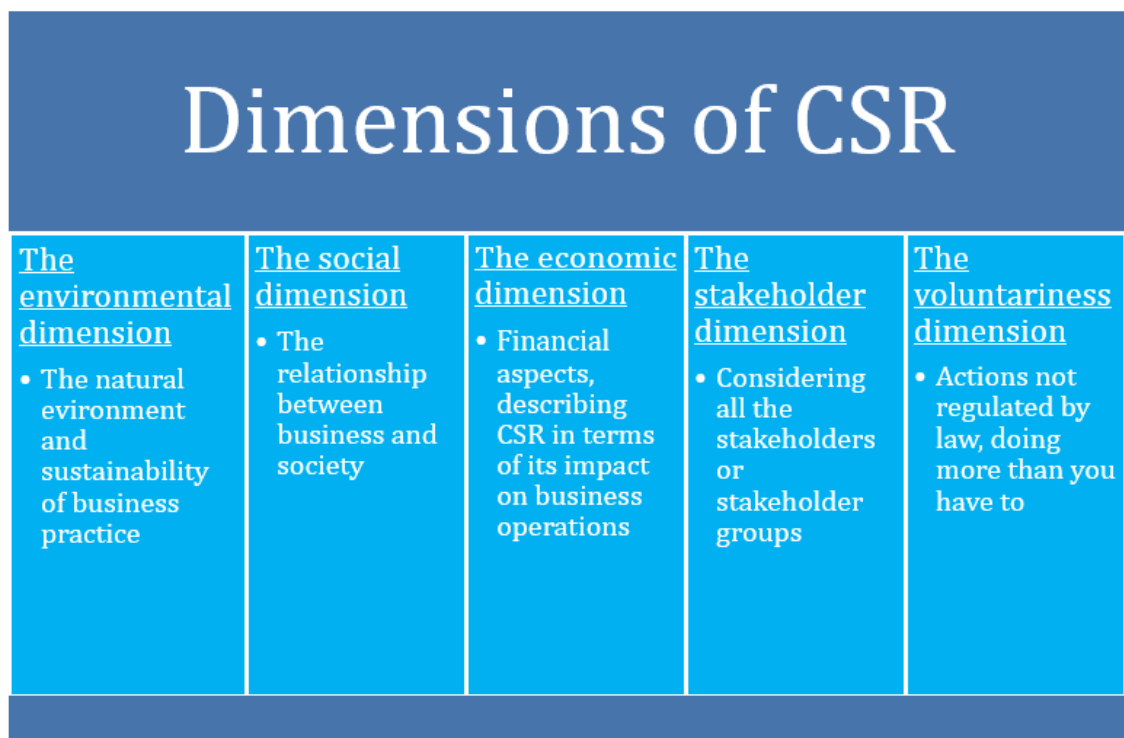 Dimensions of CSR
The
environmental
dimension
• The natural
evironment
and
sustainability
of business
practice
The social
dimension
• The
relationship
between
business and
society
The economic
dimension
• Financial
aspects,
describing
CSR in terms
of its impact
on business
operations
The
stakeholder
dimension
• Considering
all the
stakeholders
or
stakeholder
groups
The
voluntariness
dimension
• Actions not
regulated by
law, doing
more than you
have to